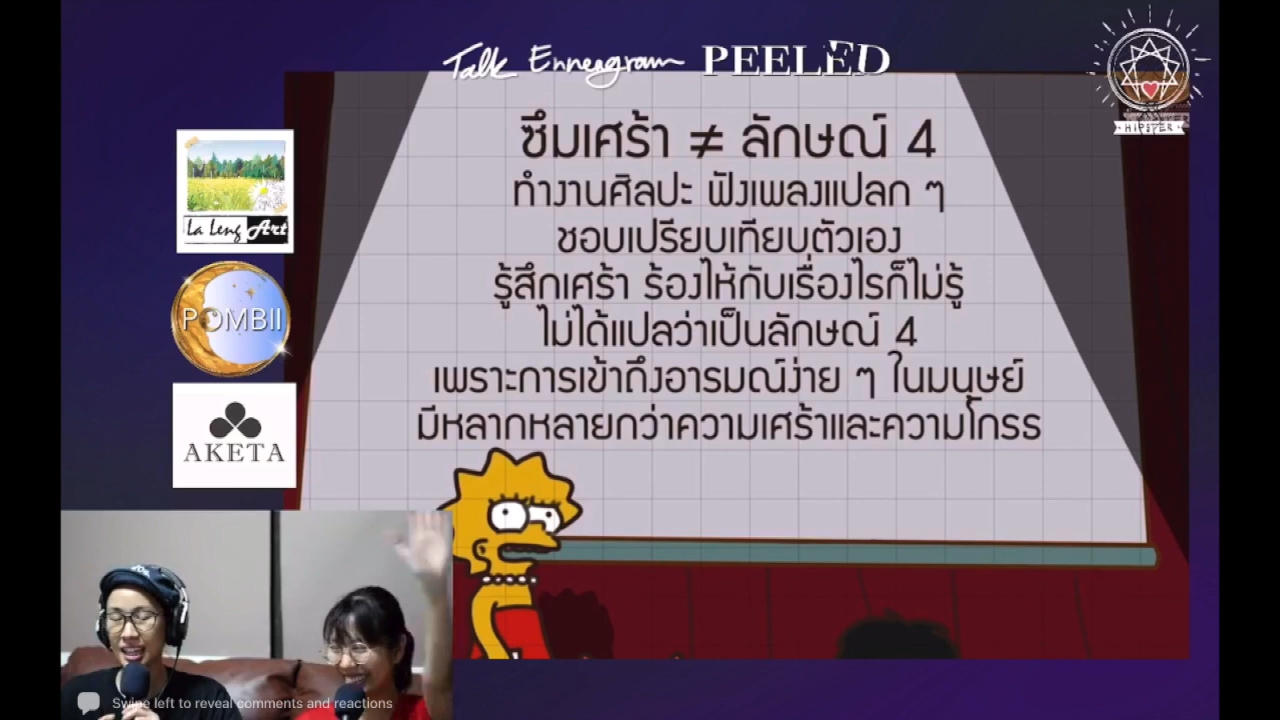 Talk Enneagram PEELED
HIPSTER
ซึมเศร้า ≠ ลักษณ์ 4
ทำงานศิลปะ ฟังเพลงแปลก ๆ
ชอบเปรียบเทียบตัวเอง
รู้สึกเศร้า ร้องไห้กับเรื่องไรก็ไม่รู้
ไม่ได้แปลว่าเป็นลักษณ์ 4
เพราะการเข้าถึงอารมณ์ง่าย ๆ ในมนุษย์
มีหลากหลายกว่าความเศร้าและความโกรธ
La Leng Art
POMBII
AKETA
Swipe left to reveal comments and reactions